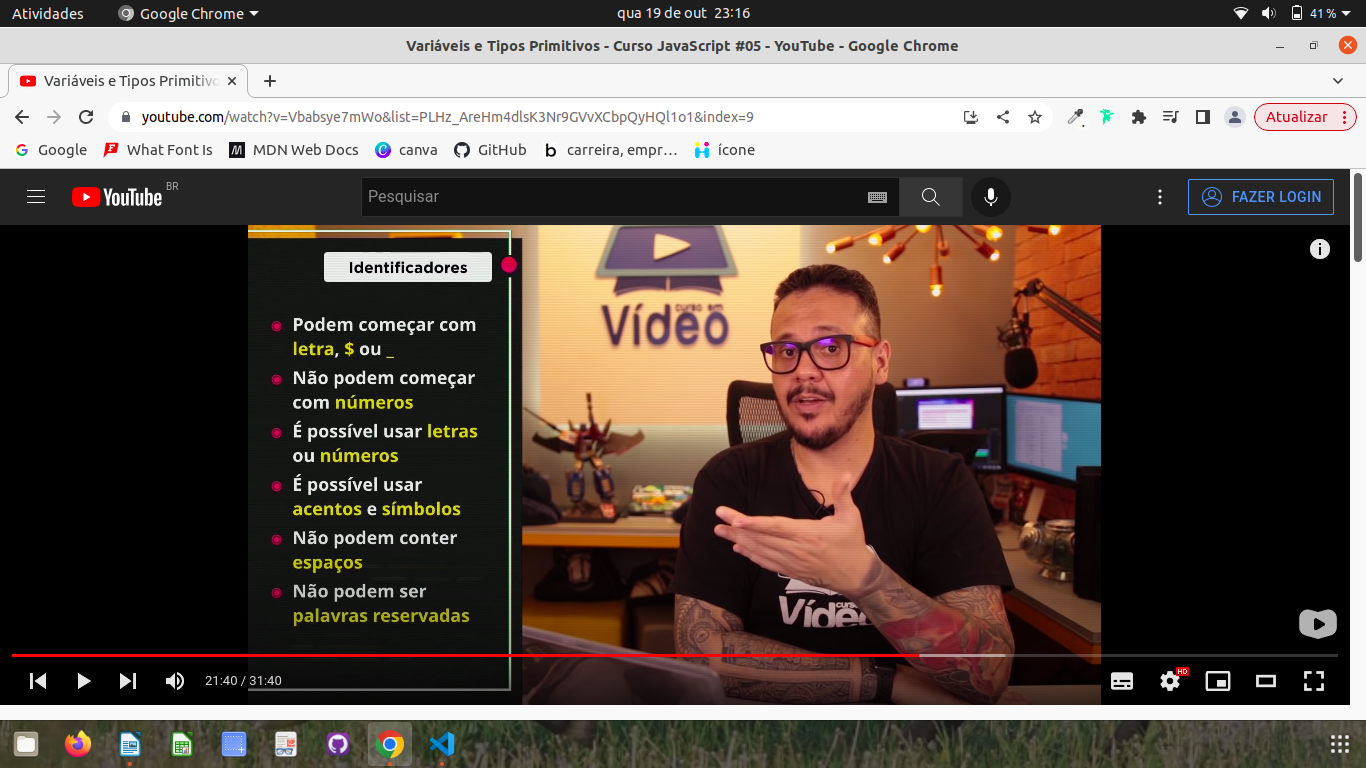 Atividades
Google Chrome
qua 19 de out 23:16
41 %
Variáveis e Tipos Primitivos - Curso JavaScript #05 - YouTube - Google Chrome
Variáveis e Tipos Primitivo
youtube.com/watch?v=Vbabsye7mWo&list=PLHz_AreHm4dlsK3Nr9GVvXCbpQyHQl1o1&index=9
Atualizar
Google
What Font Is
MDN Web Docs
canva
GitHub
carreira, empr…
ícone
YouTube BR
Pesquisar
FAZER LOGIN
Identificadores
Podem começar com
letra, $ ou _
Não podem começar
com números
É possível usar letras
ou números
É possível usar
acentos e símbolos
Não podem conter
espaços
Não podem ser
palavras reservadas
curso em
Vídeo
curso
Vídeo
21:40 / 31:40
HD